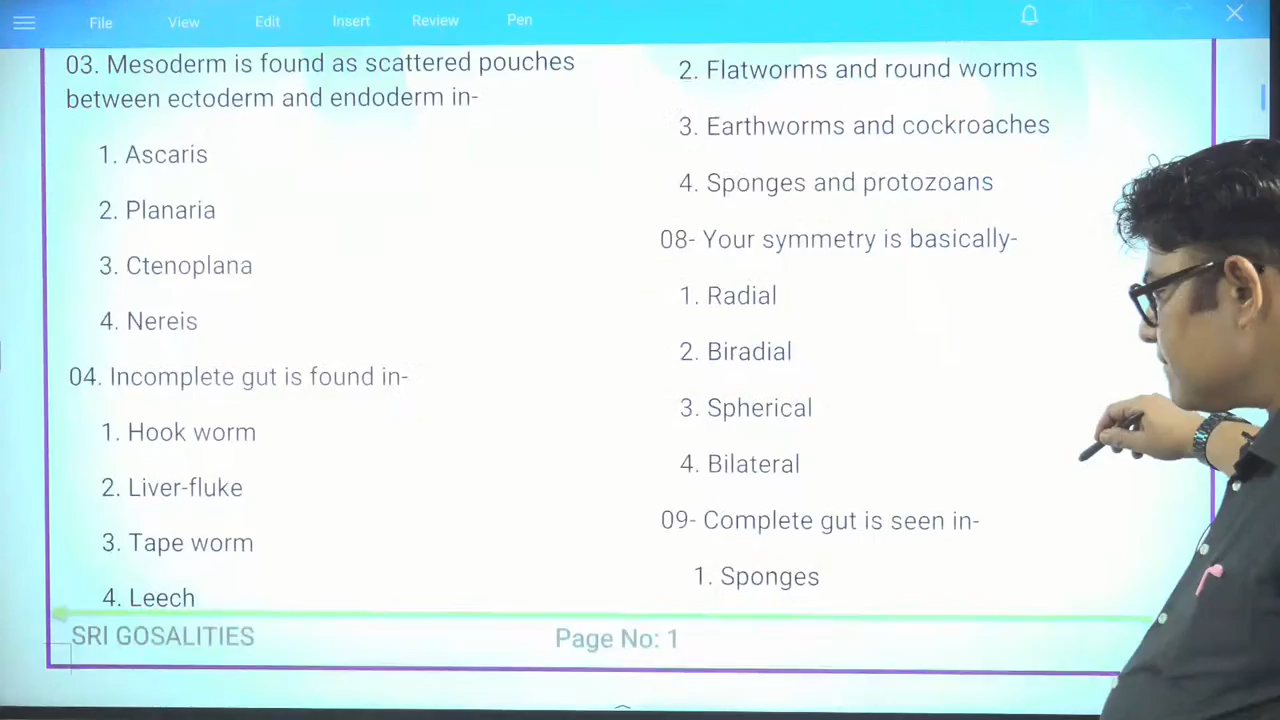 File View Edit Insert Review Pen
03. Mesoderm is found as scattered pouches
between ectoderm and endoderm in-
1. Ascaris
2. Planaria
3. Ctenoplana
4. Nereis
04. Incomplete gut is found in-
1. Hook worm
2. Liver-fluke
3. Tape worm
4. Leech
2. Flatworms and round worms
3. Earthworms and cockroaches
4. Sponges and protozoans
08- Your symmetry is basically-
1. Radial
2. Biradial
3. Spherical
4. Bilateral
09- Complete gut is seen in-
1. Sponges
SRI GOSALITIES
Page No: 1